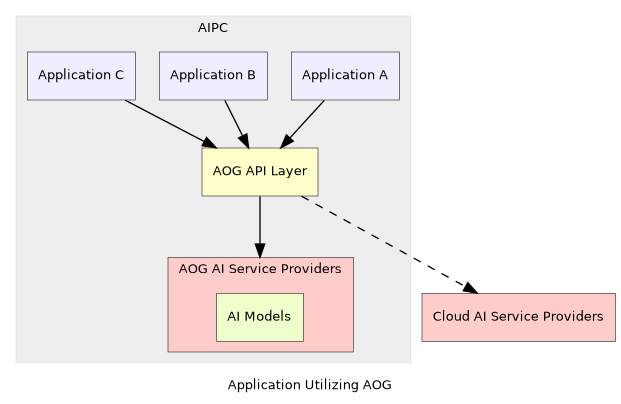 AIPC
Application C
Application B
Application A
AOG API Layer
AOG AI Service Providers
AI Models
Cloud AI Service Providers
Application Utilizing AOG